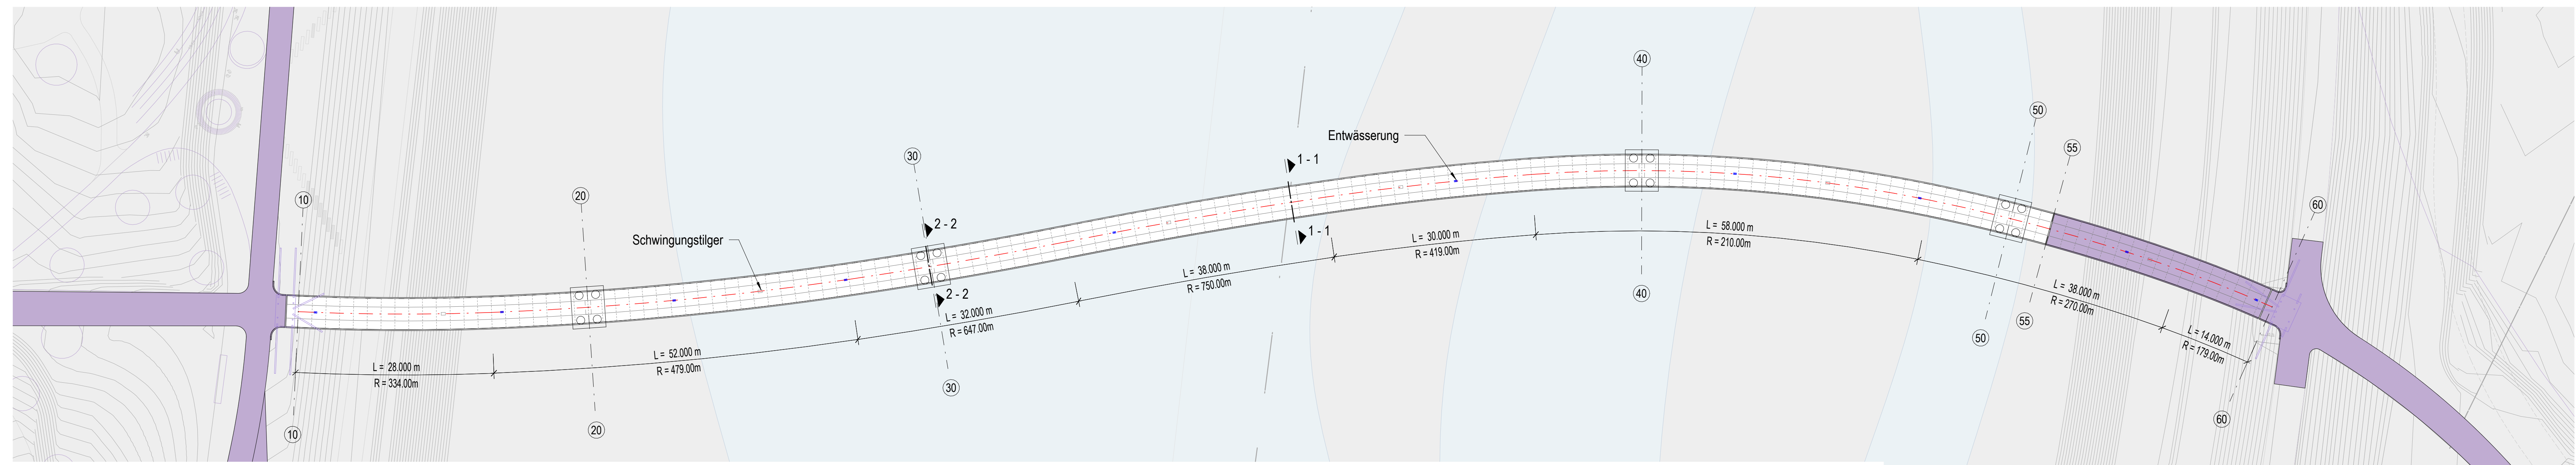 40
50
55
Entwässerung
1 - 1
30
20
10
60
2 - 2
Schwingungstilger
1 - 1
L = 58.000 m
R = 210.00m
L = 30.000 m
R = 419.00m
L = 38.000 m
R = 750.00m
L = 38.000 m
R = 270.00m
40
2 - 2
L = 32.000 m
R = 647.00m
55
50
L = 14.000 m
R = 179.00m
L = 52.000 m
R = 479.00m
L = 28.000 m
R = 334.00m
30
60
20
10